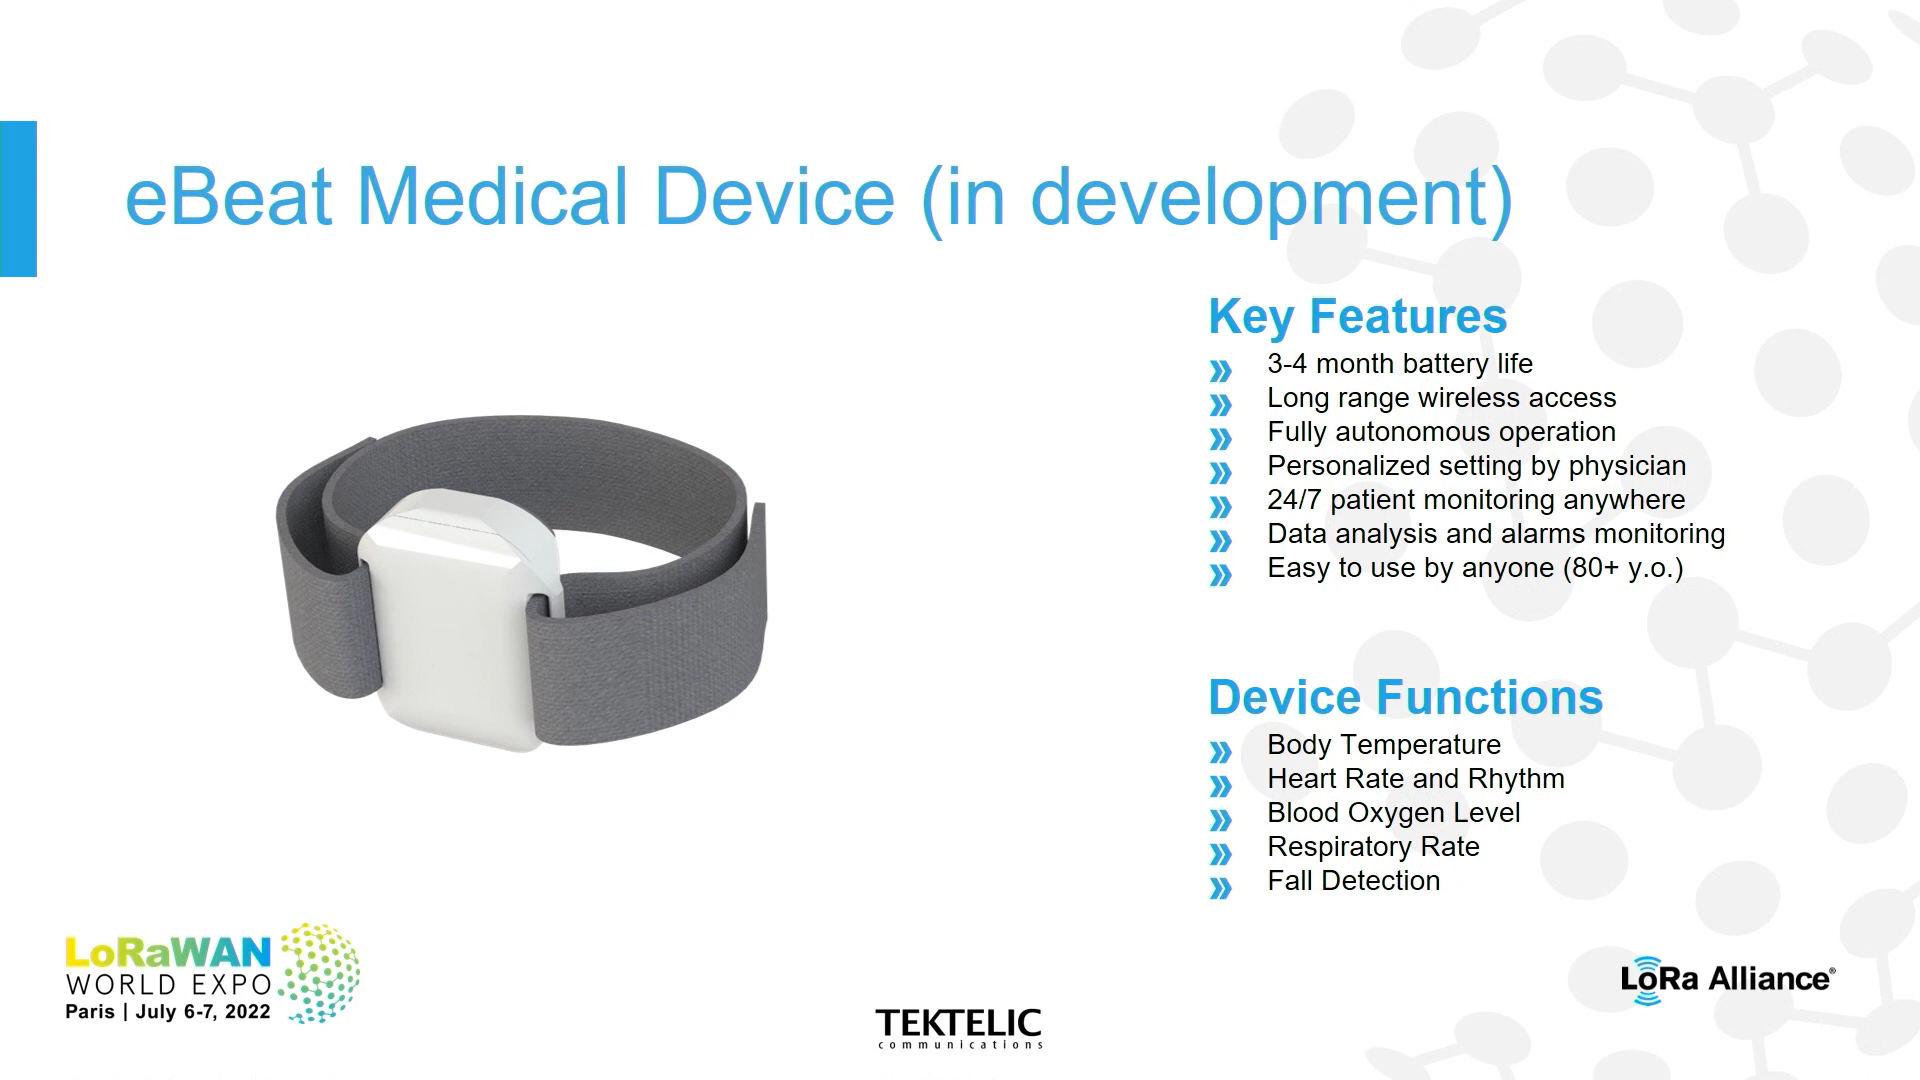 eBeat Medical Device (in development)
Key Features
3-4 month battery life
Long range wireless access
Fully autonomous operation
Personalized setting by physician
24/7 patient monitoring anywhere
Data analysis and alarms monitoring
Easy to use by anyone (80+ y.o.)
Device Functions
Body Temperature
Heart Rate and Rhythm
Blood Oxygen Level
Respiratory Rate
Fall Detection
LoRaWAN
WORLD EXPO
Paris | July 6-7, 2022
TEKTELIC
communications
LoRa Alliance®